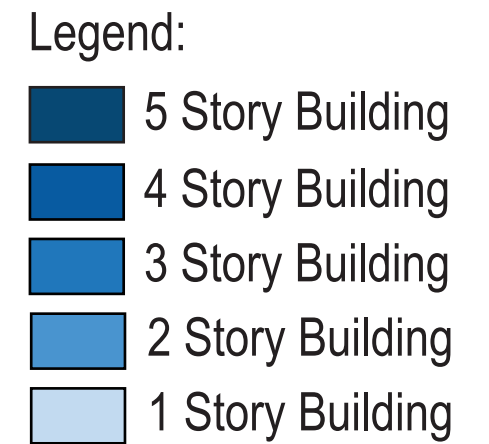 Legend:
5 Story Building
4 Story Building
3 Story Building
2 Story Building
1 Story Building